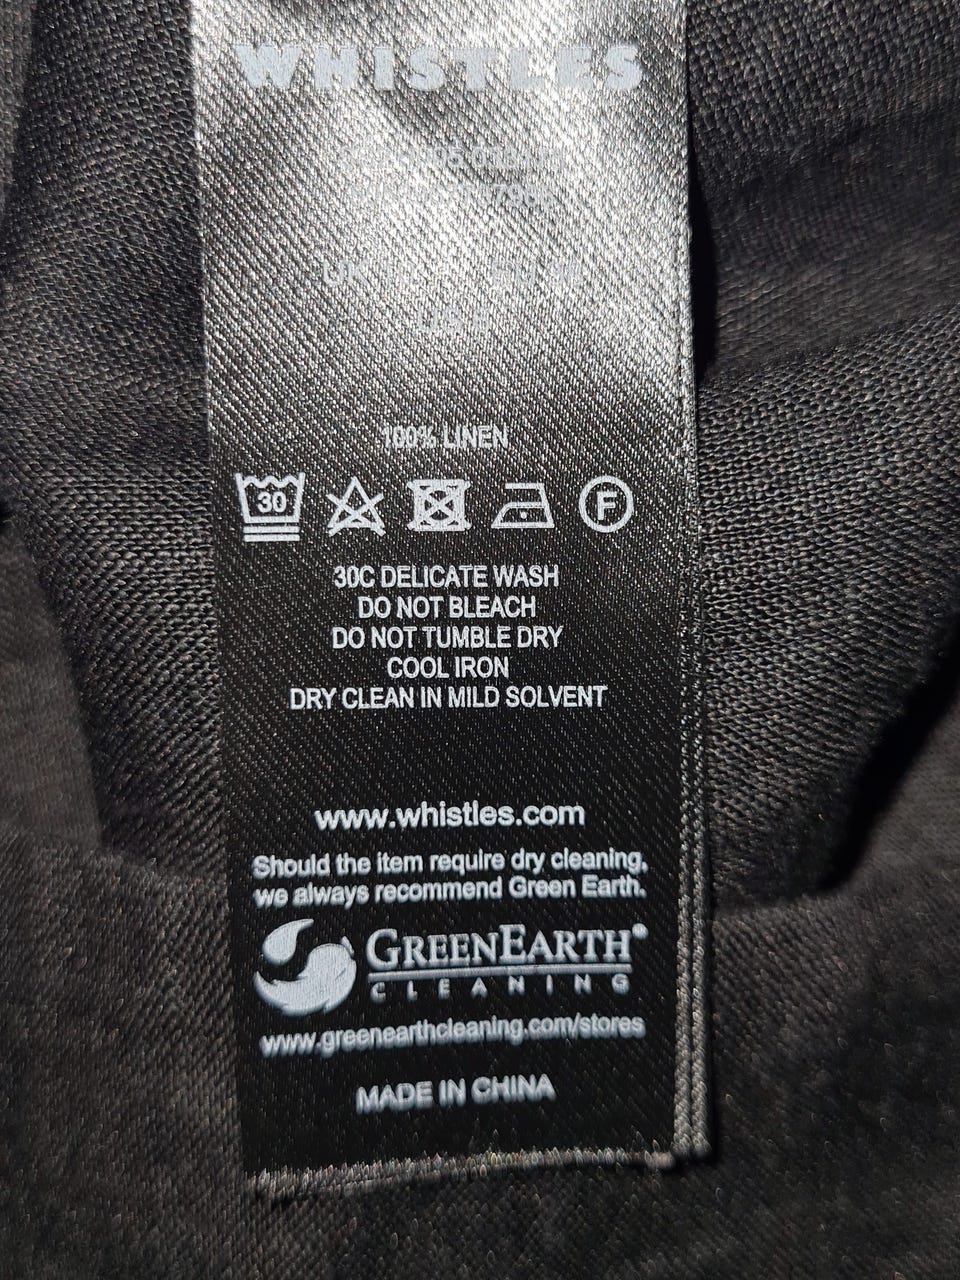 WHISTLES
100% LINEN
30 F
30C DELICATE WASH
DO NOT BLEACH
DO NOT TUMBLE DRY
COOL IRON
DRY CLEAN IN MILD SOLVENT
www.whistles.com
Should the item require dry cleaning,
we always recommend Green Earth.
GREENEARTH®
CLEANING
www.greenearthcleaning.com/stores
MADE IN CHINA